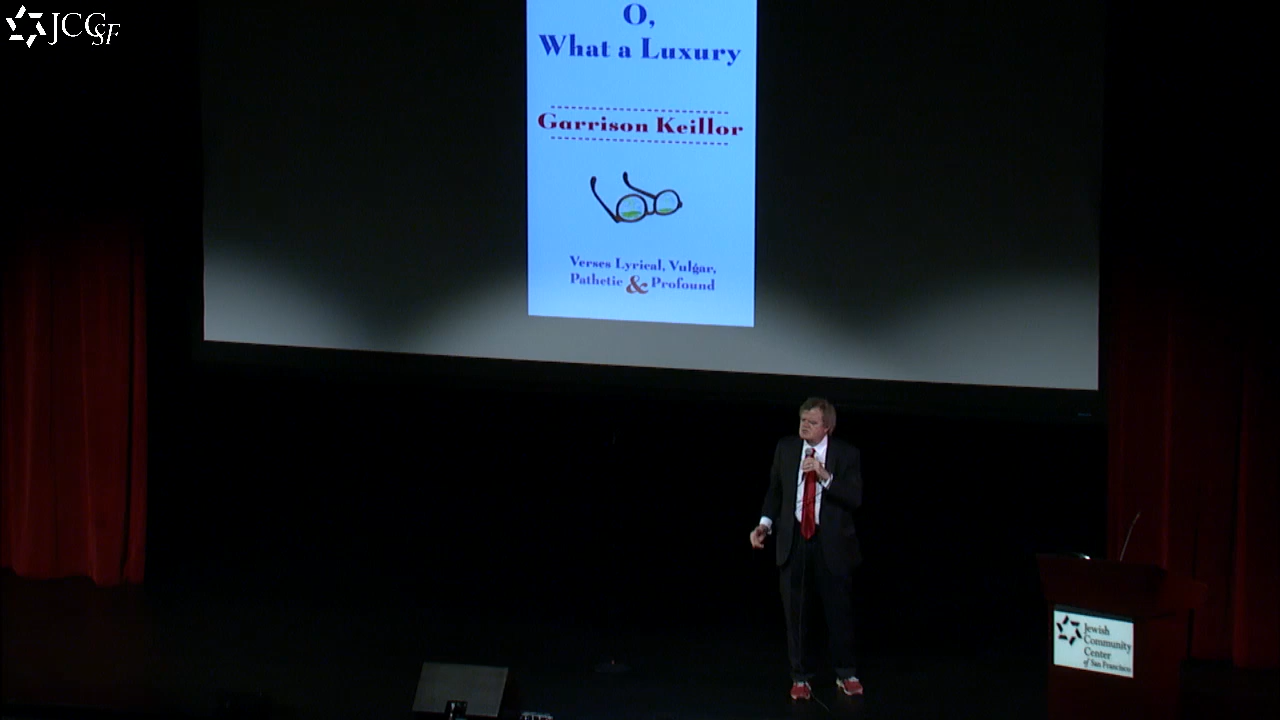 JCCSF
O,
What a Luxury
Garrison Keillor
Verses Lyrical, Vulgar,
Pathetic & Profound
Jewish
Community
Center
of San Francisco